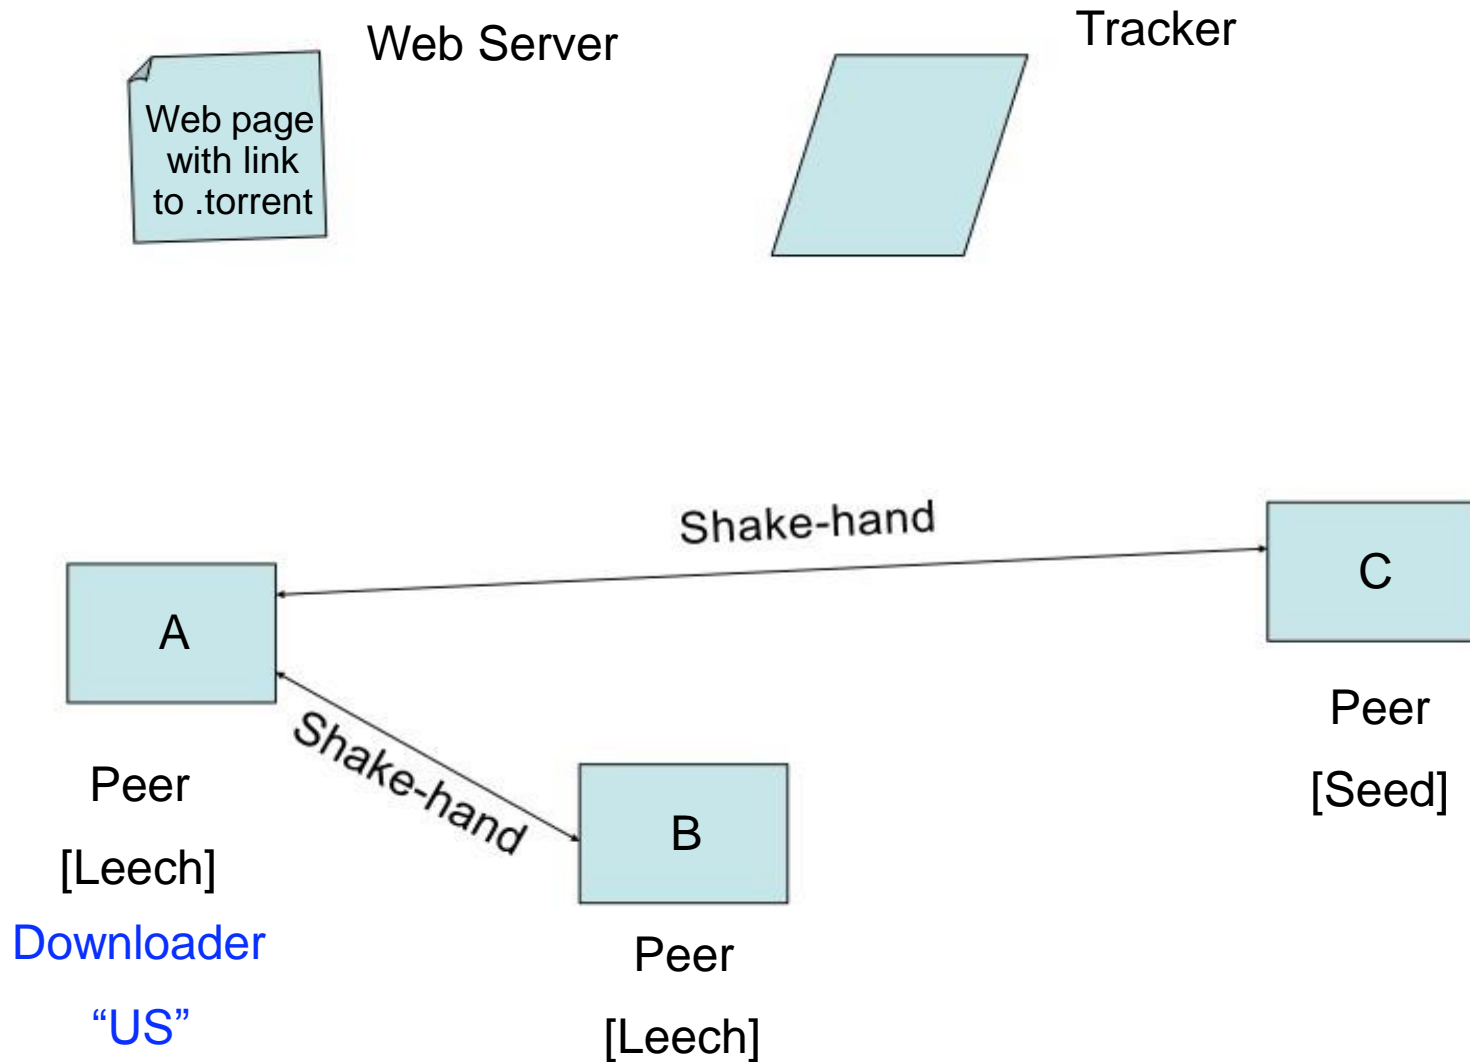 Web Server
Tracker
Web page
with link
to .torrent
Shake-hand
A
C
Shake-hand
B
Peer
[Seed]
Peer
[Leech]
Downloader
“US”
Peer
[Leech]